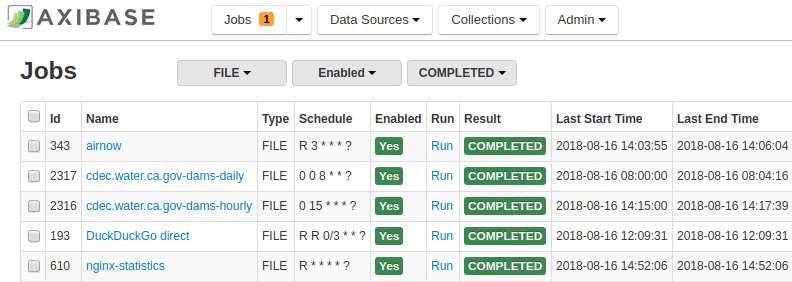 AXIBASE Jobs 1 Data Sources Collections Admin
Jobs FILE Enabled COMPLETED
Id Name Type Schedule Enabled Run Result Last Start Time Last End Time
343 airnow FILE R 3 * * * ? Yes Run COMPLETED 2018-08-16 14:03:55 2018-08-16 14:06:04
2317 cdec.water.ca.gov-dams-daily FILE 0 0 8 * * ? Yes Run COMPLETED 2018-08-16 08:00:00 2018-08-16 08:04:16
2316 cdec.water.ca.gov-dams-hourly FILE 0 15 * * * ? Yes Run COMPLETED 2018-08-16 14:15:00 2018-08-16 14:17:39
193 DuckDuckGo direct FILE R R 0/3 * * ? Yes Run COMPLETED 2018-08-16 12:09:31 2018-08-16 12:09:31
610 nginx-statistics FILE R * * * * ? Yes Run COMPLETED 2018-08-16 14:52:06 2018-08-16 14:52:06